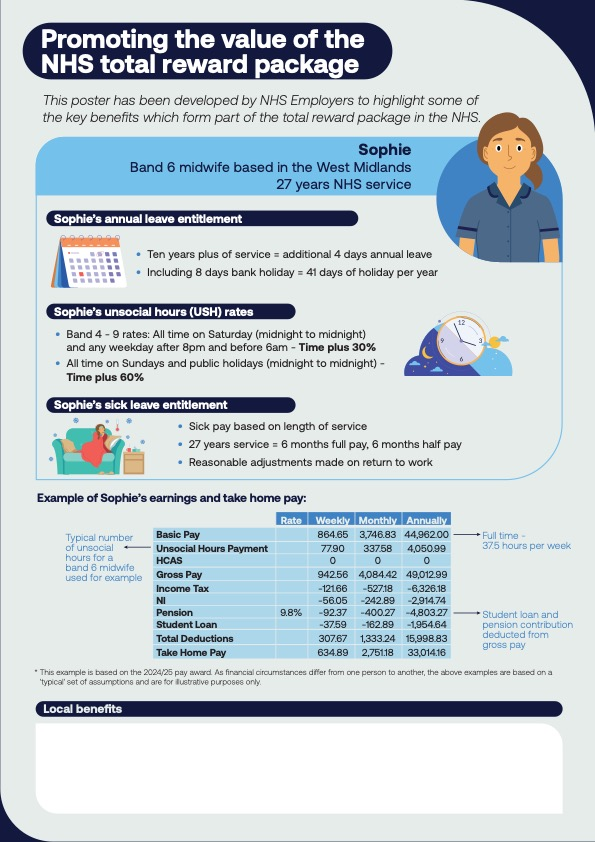 Promoting the value of the
NHS total reward package
This poster has been developed by NHS Employers to highlight some of
the key benefits which form part of the total reward package in the NHS.
Sophie
Band 6 midwife based in the West Midlands
27 years NHS service
Sophie's annual leave entitlement
• Ten years plus of service = additional 4 days annual leave
• Including 8 days bank holiday = 41 days of holiday per year
Sophie's unsocial hours (USH) rates
• Band 4 - 9 rates: All time on Saturday (midnight to midnight)
and any weekday after 8pm and before 6am - Time plus 30%
• All time on Sundays and public holidays (midnight to midnight) -
Time plus 60%
12
3
6
9
Sophie's sick leave entitlement
• Sick pay based on length of service
• 27 years service = 6 months full pay, 6 months half pay
• Reasonable adjustments made on return to work
Example of Sophie's earnings and take home pay:
Rate Weekly Monthly Annually
Basic Pay 864.65 3,746.83 44,962.00
Unsocial Hours Payment 77.90 337.58 4,050.99
HCAS 0 0 0
Gross Pay 942.56 4,084.42 49,012.99
Income Tax -121.66 -527.18 -6,326.18
NI -56.05 -242.89 -2,914.74
Pension 9.8% -92.37 -400.27 -4,803.27
Student Loan -37.59 -162.89 -1,954.64
Total Deductions 307.67 1,333.24 15,998.83
Take Home Pay 634.89 2,751.18 33,014.16
Typical number
of unsocial
hours for a
band 6 midwife
used for example
Full time -
37.5 hours per week
Student loan and
pension contribution
deducted from
gross pay
* This example is based on the 2024/25 pay award. As financial circumstances differ from one person to another, the above examples are based on a
'typical' set of assumptions and are for illustrative purposes only.
Local benefits